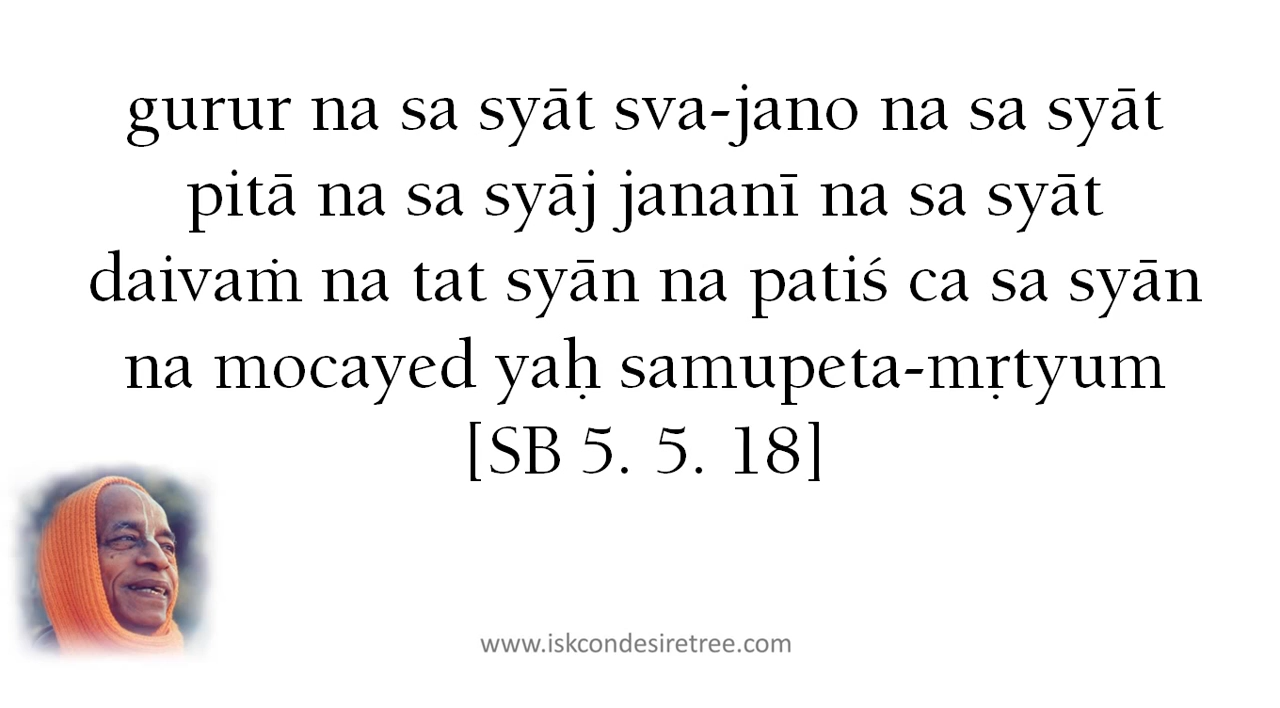 gurur na sa syāt sva-jano na sa syāt
pitā na sa syāj jananī na sa syāt
daivaṁ na tat syān na patiś ca sa syān
na mocayed yaḥ samupeta-mṛtyum
[SB 5. 5. 18]
www.iskcondesiretree.com